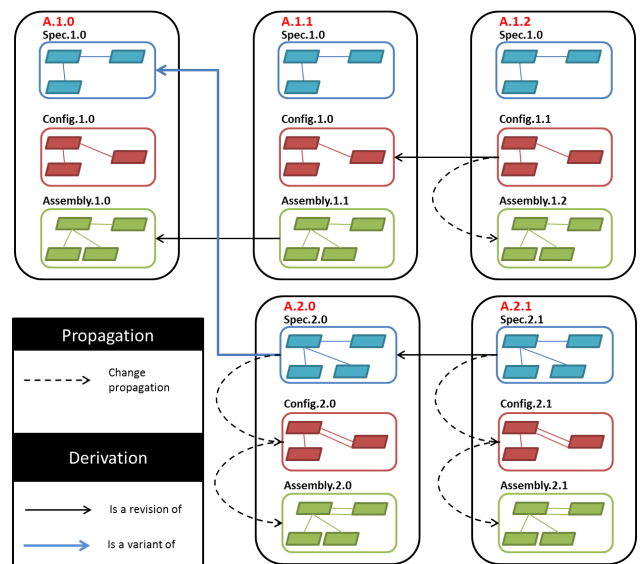 A.1.0
Spec.1.0
Config.1.0
Assembly.1.0
A.1.1
Spec.1.0
Config.1.0
Assembly.1.1
A.1.2
Spec.1.0
Config.1.1
Assembly.1.2
A.2.0
Spec.2.0
Config.2.0
Assembly.2.0
A.2.1
Spec.2.1
Config.2.1
Assembly.2.1
Propagation
Change
propagation
Derivation
Is a revision of
Is a variant of